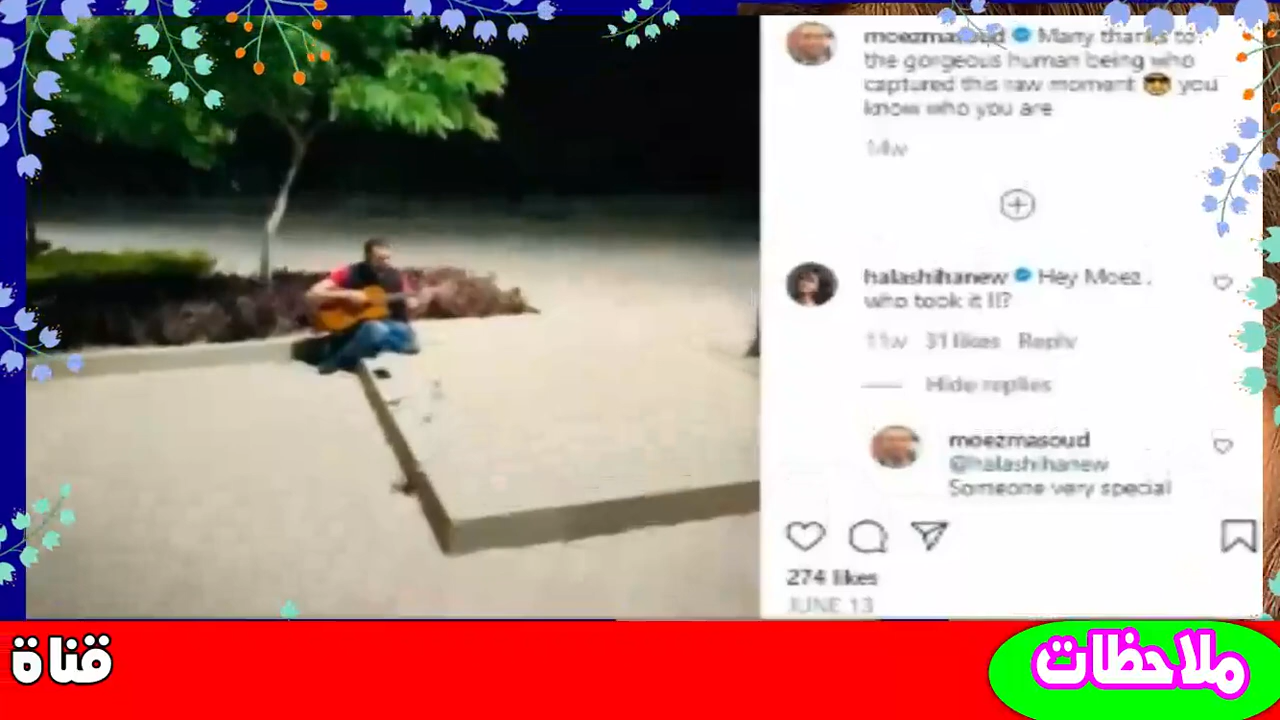 moezmasoud Many thanks to
the gorgeous human being who
captured this raw moment 😎 you
know who you are
14w
halashihanew Hey Moez .
who took it !!?
11w 31 likes Reply
Hide replies
moezmasoud
@halashihanew
Someone very special
274 likes
JUNE 13
قناة
ملاحظات